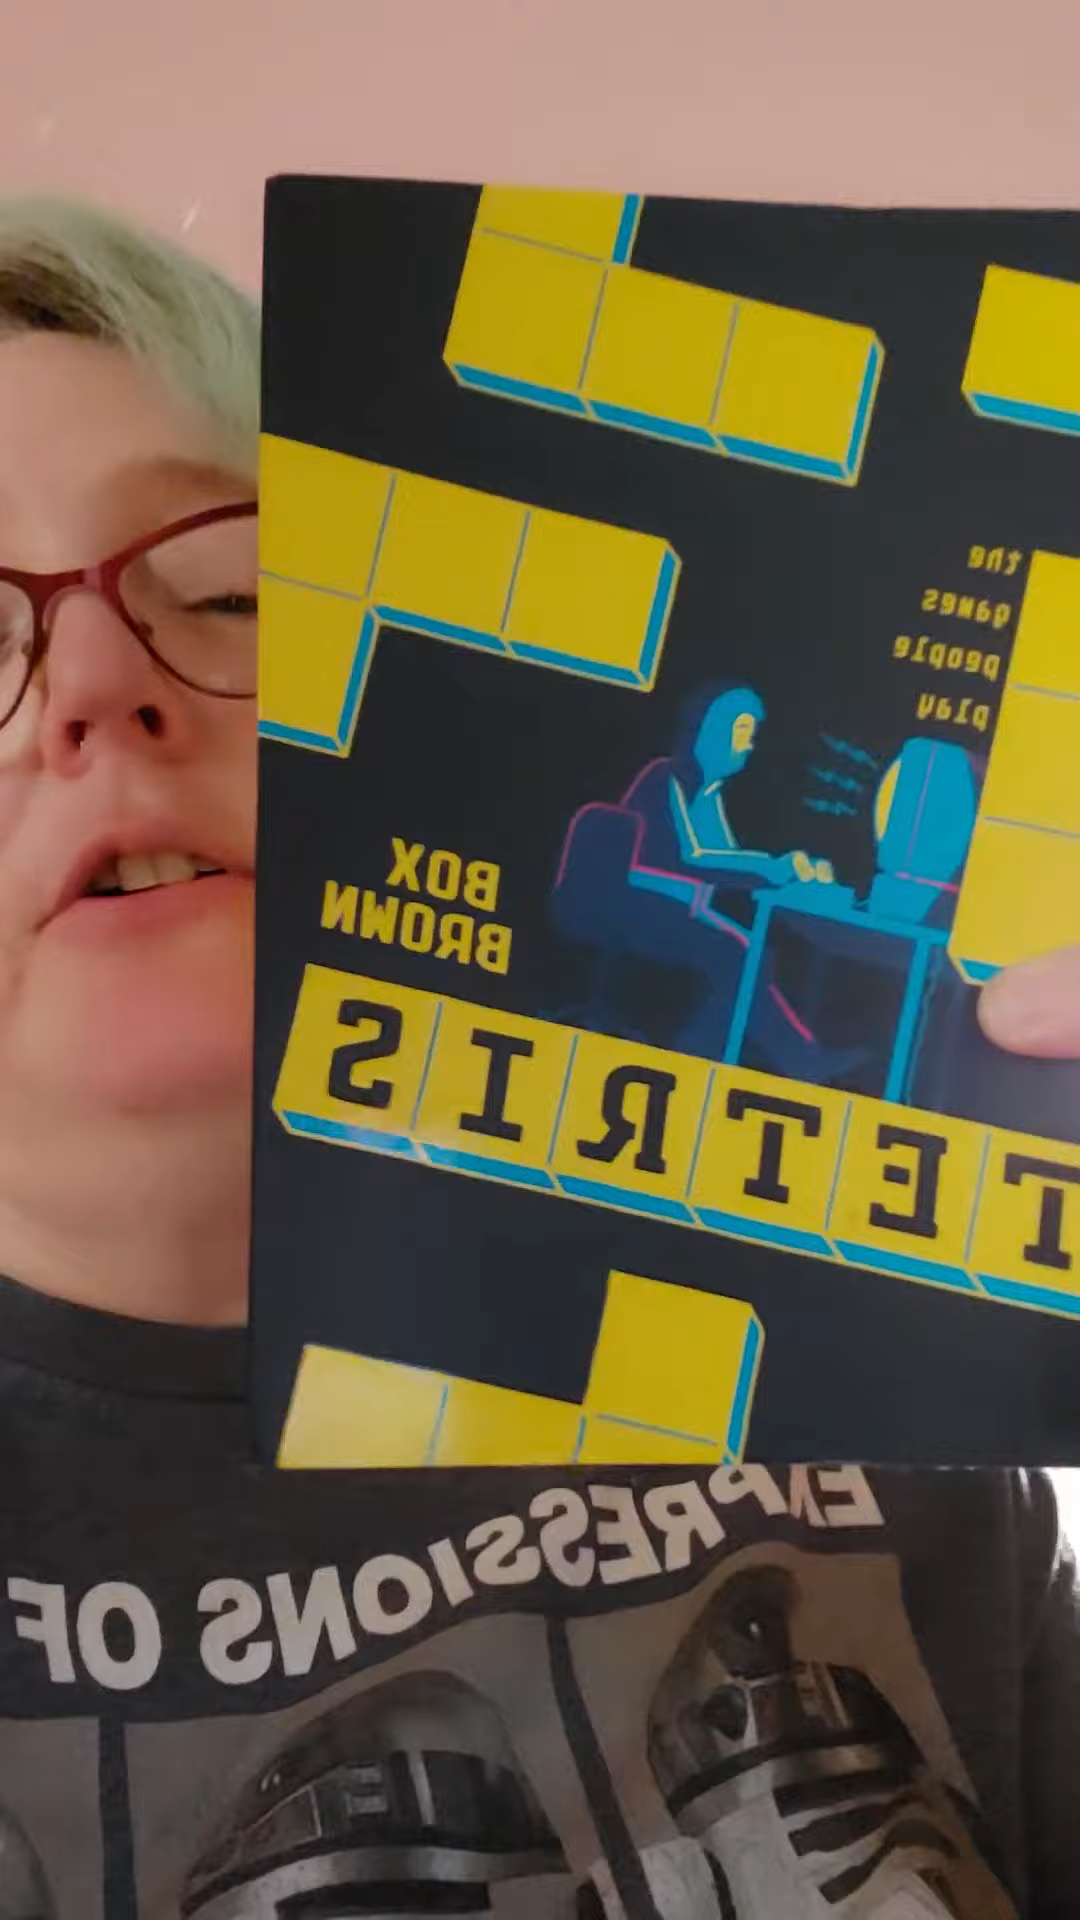 the
games
people
play
BOX
BROWN
TETRIS
EXPRESSIONS OF